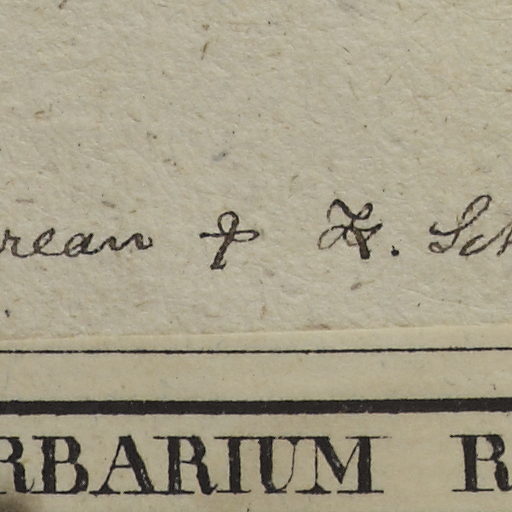 rean & H. Sch
RBARIUM R